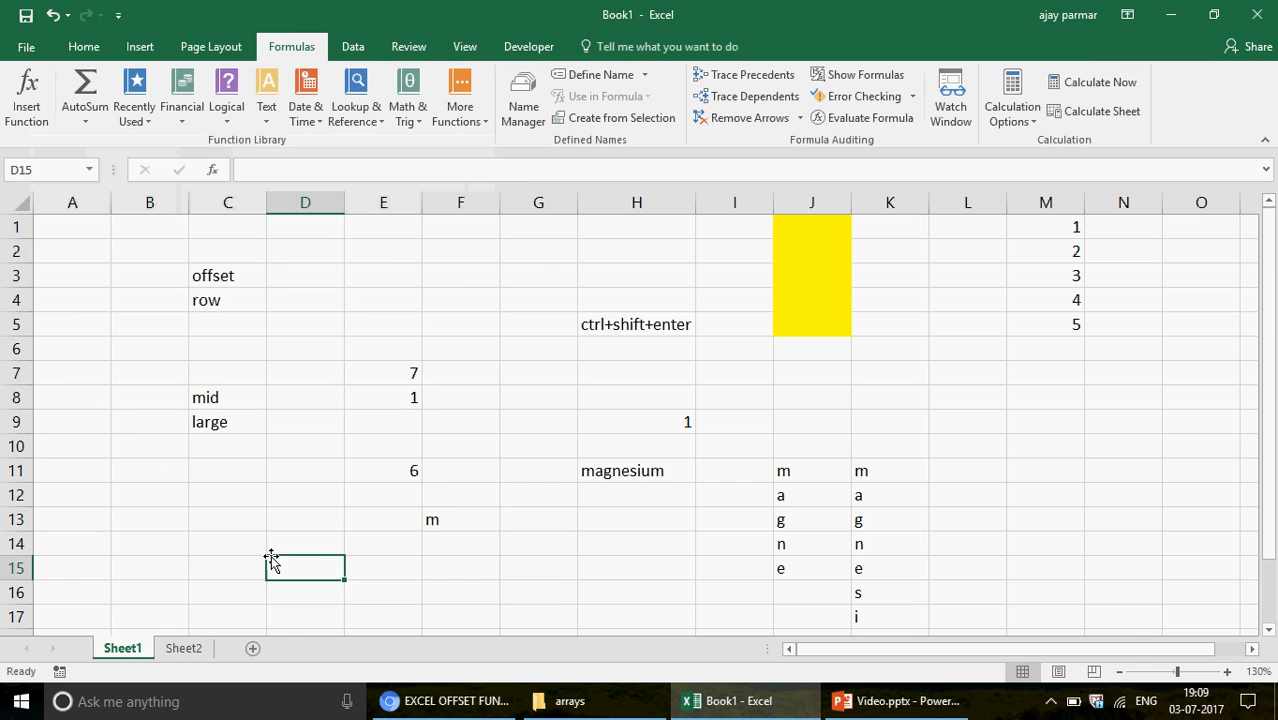 Book1 - Excel
ajay parmar
File Home Insert Page Layout Formulas Data Review View Developer Tell me what you want to do Share
Insert Function
AutoSum
Recently Used
Financial
Logical
Text
Date & Time
Lookup & Reference
Math & Trig
More Functions
Function Library
Name Manager
Define Name
Use in Formula
Create from Selection
Defined Names
Trace Precedents
Trace Dependents
Remove Arrows
Show Formulas
Error Checking
Evaluate Formula
Formula Auditing
Watch Window
Calculation Options
Calculate Now
Calculate Sheet
Calculation
D15 fx
A B C D E F G H I J K L M N O
1 1
2 2
3 offset 3
4 row 4
5 ctrl+shift+enter 5
6
7 7
8 mid 1
9 large 1
10
11 6 magnesium m m
12 a a
13 m g g
14 n n
15 e e
16 s
17 i
Sheet1 Sheet2
Ready 130%
Ask me anything EXCEL OFFSET FUN... arrays Book1 - Excel Video.pptx - Power... ENG 19:09
03-07-2017